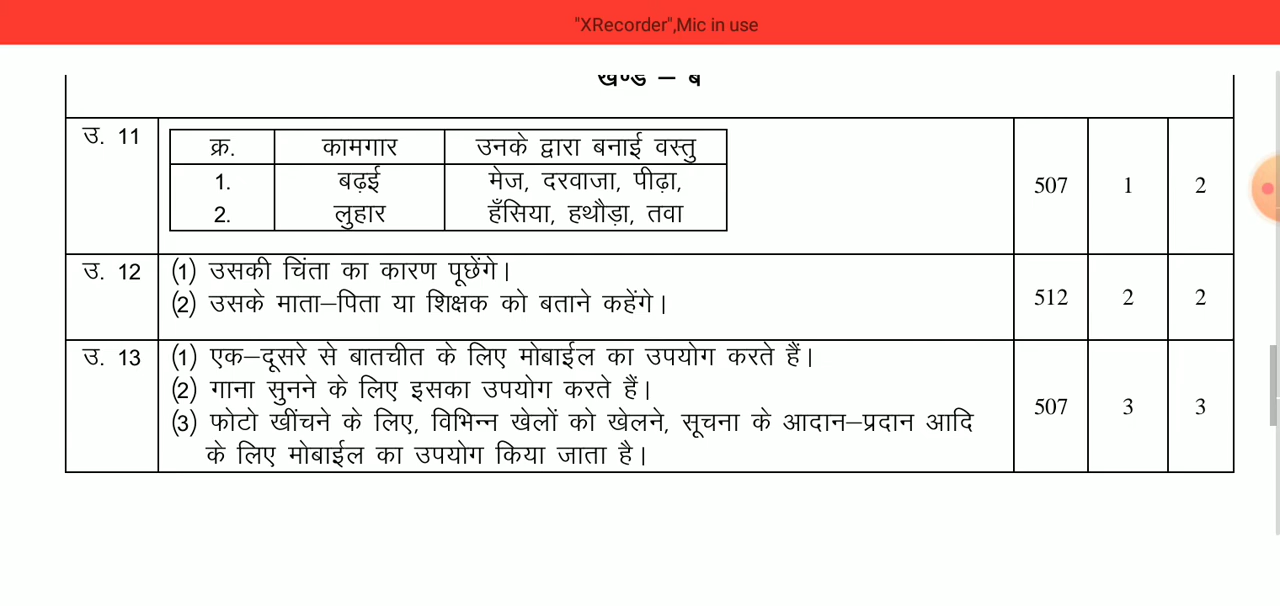 "XRecorder",Mic in use
खण्ड – ब
उ. 11
क्र. कामगार उनके द्वारा बनाई वस्तु
1. बढ़ई मेज, दरवाजा, पीढ़ा,
2. लुहार हँसिया, हथौड़ा, तवा
507 1 2
उ. 12 (1) उसकी चिंता का कारण पूछेंगे।
(2) उसके माता–पिता या शिक्षक को बताने कहेंगे।
512 2 2
उ. 13 (1) एक–दूसरे से बातचीत के लिए मोबाईल का उपयोग करते हैं।
(2) गाना सुनने के लिए इसका उपयोग करते हैं।
(3) फोटो खींचने के लिए, विभिन्न खेलों को खेलने, सूचना के आदान–प्रदान आदि
के लिए मोबाईल का उपयोग किया जाता है।
507 3 3